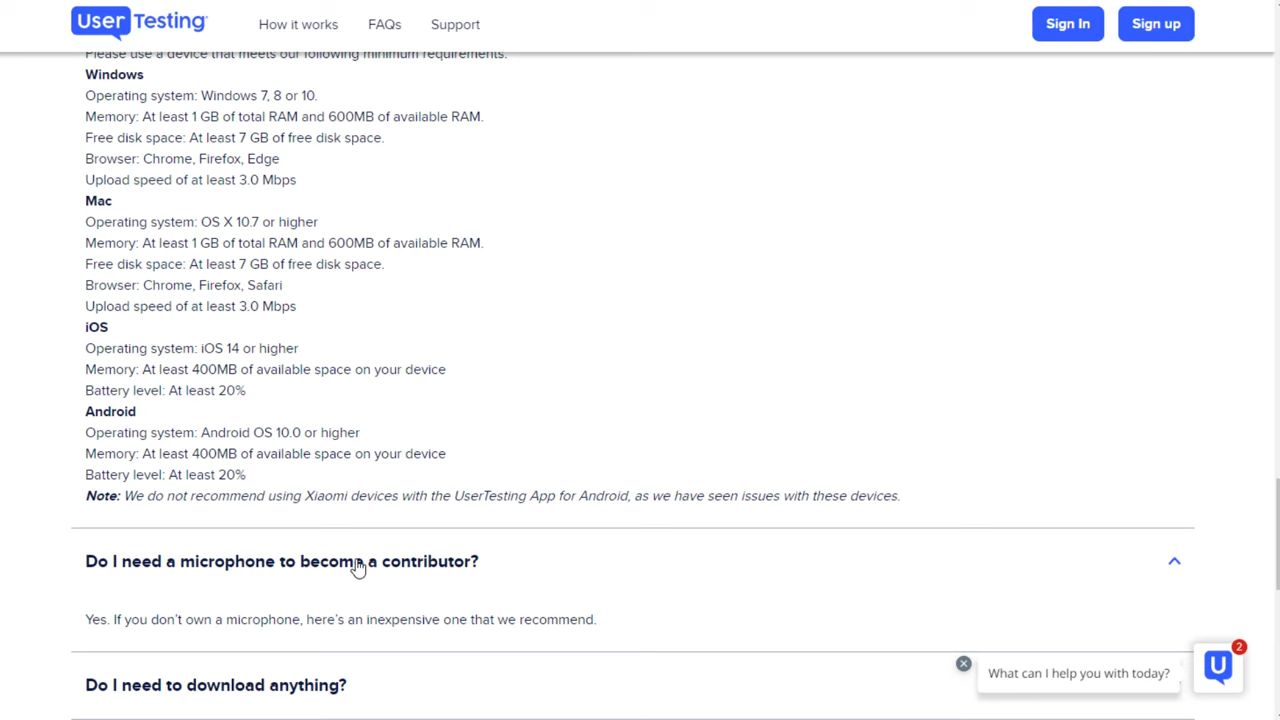 User Testing
How it works
FAQs
Support
Sign In
Sign up
Please use a device that meets our following minimum requirements.
Windows
Operating system: Windows 7, 8 or 10.
Memory: At least 1 GB of total RAM and 600MB of available RAM.
Free disk space: At least 7 GB of free disk space.
Browser: Chrome, Firefox, Edge
Upload speed of at least 3.0 Mbps
Mac
Operating system: OS X 10.7 or higher
Memory: At least 1 GB of total RAM and 600MB of available RAM.
Free disk space: At least 7 GB of free disk space.
Browser: Chrome, Firefox, Safari
Upload speed of at least 3.0 Mbps
iOS
Operating system: iOS 14 or higher
Memory: At least 400MB of available space on your device
Battery level: At least 20%
Android
Operating system: Android OS 10.0 or higher
Memory: At least 400MB of available space on your device
Battery level: At least 20%
Note: We do not recommend using Xiaomi devices with the UserTesting App for Android, as we have seen issues with these devices.
Do I need a microphone to become a contributor?
Yes. If you don't own a microphone, here's an inexpensive one that we recommend.
Do I need to download anything?
What can I help you with today?
U
2